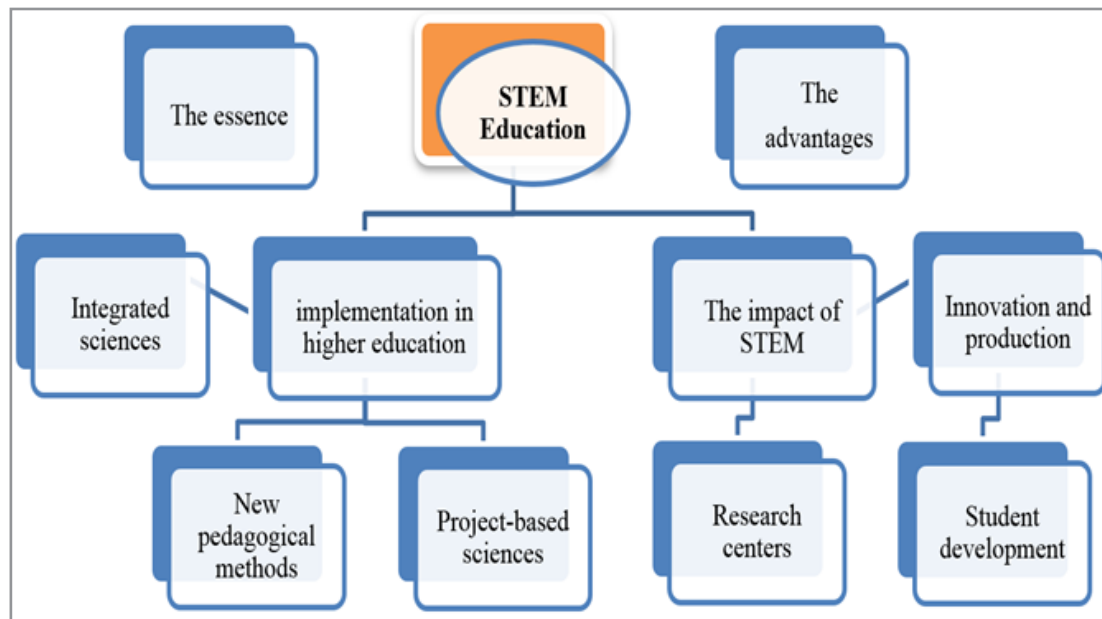 The essence
STEM
Education
The
advantages
Integrated
sciences
implementation in
higher education
The impact of
STEM
Innovation and
production
New
pedagogical
methods
Project-based
sciences
Research
centers
Student
development